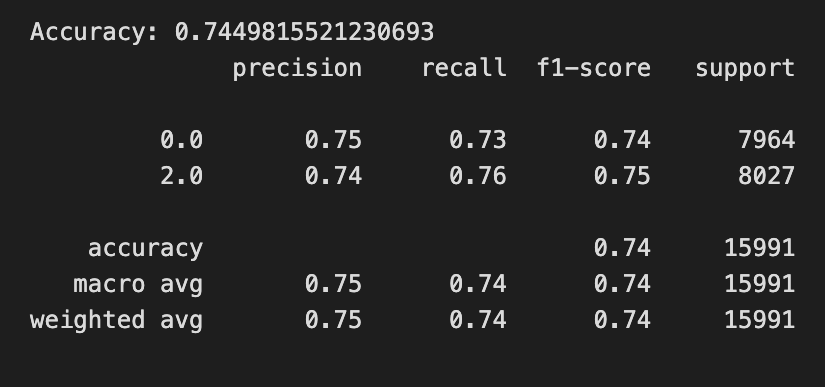 Accuracy: 0.7449815521230693
precision recall f1-score support
0.0 0.75 0.73 0.74 7964
2.0 0.74 0.76 0.75 8027
accuracy 0.74 15991
macro avg 0.75 0.74 0.74 15991
weighted avg 0.75 0.74 0.74 15991